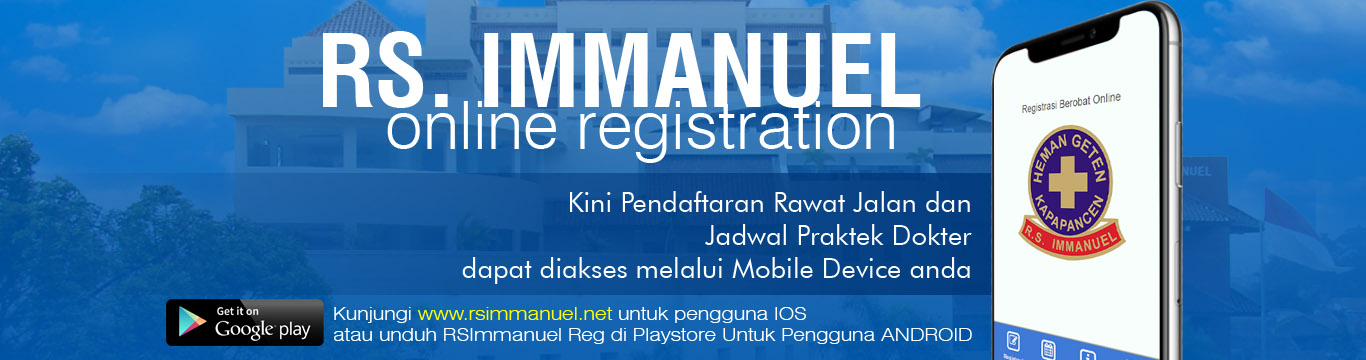 RS. IMMANUEL
online registration
Kini Pendaftaran Rawat Jalan dan
Jadwal Praktek Dokter
dapat diakses melalui Mobile Device anda
Get it on
Google play
Kunjungi www.rsimmanuel.net untuk pengguna IOS
atau unduh RSImmanuel Reg di Playstore Untuk Pengguna ANDROID
Registrasi Berobat Online
HEMAN GETEN
KAPAPANCEN
R.S. IMMANUEL